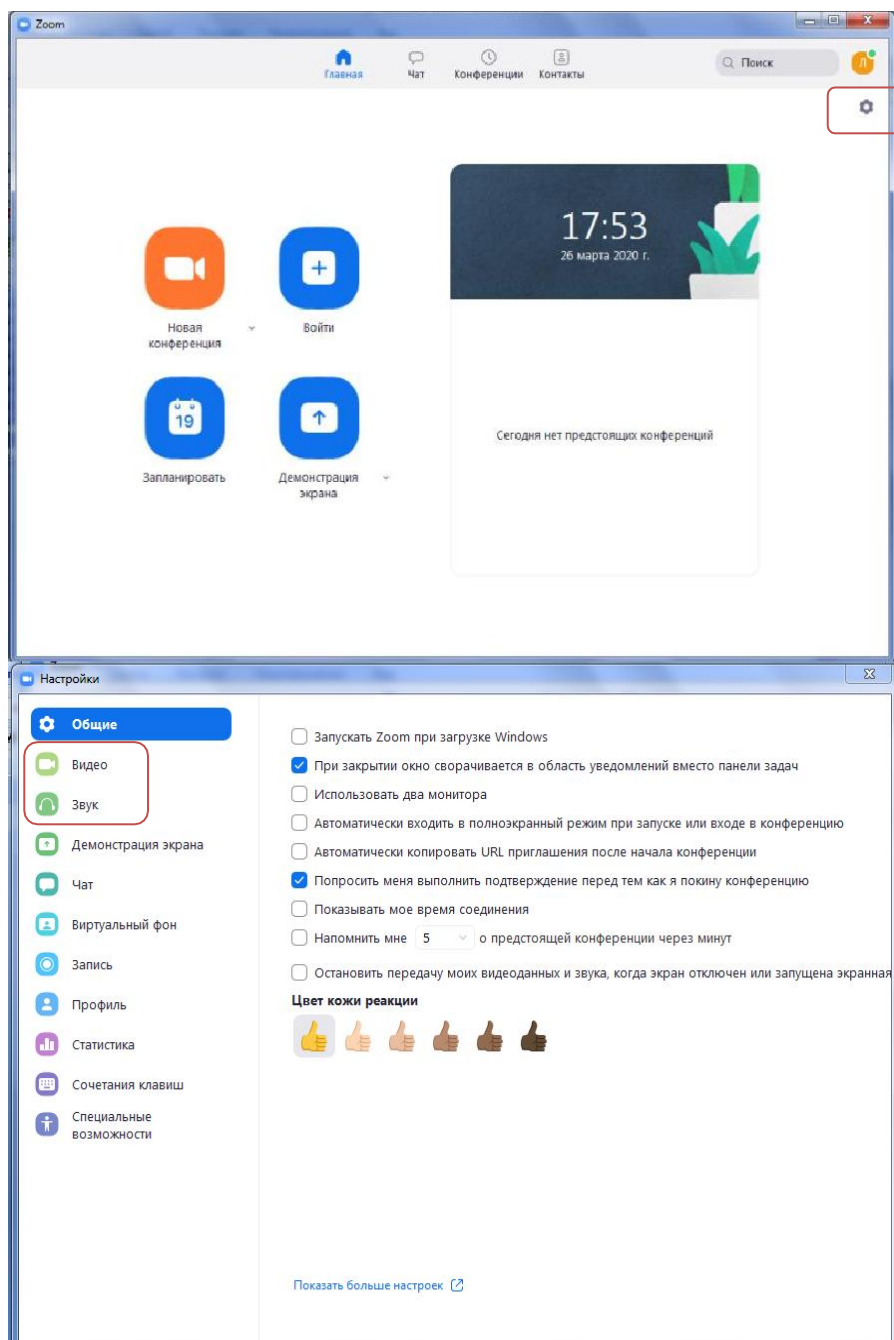 Zoom
Главная
Чат
Конференции
Контакты
Поиск
Л
17:53
26 марта 2020 г.
Новая
конференция
Войти
19
Запланировать
Демонстрация
экрана
Сегодня нет предстоящих конференций
Настройки
Общие
Видео
Звук
Демонстрация экрана
Чат
Виртуальный фон
Запись
Профиль
Статистика
Сочетания клавиш
Специальные
возможности
Запускать Zoom при загрузке Windows
При закрытии окно сворачивается в область уведомлений вместо панели задач
Использовать два монитора
Автоматически входить в полноэкранный режим при запуске или входе в конференцию
Автоматически копировать URL приглашения после начала конференции
Попросить меня выполнить подтверждение перед тем как я покину конференцию
Показывать мое время соединения
Напомнить мне 5 о предстоящей конференции через минут
Остановить передачу моих видеоданных и звука, когда экран отключен или запущена экранная
Цвет кожи реакции
Показать больше настроек